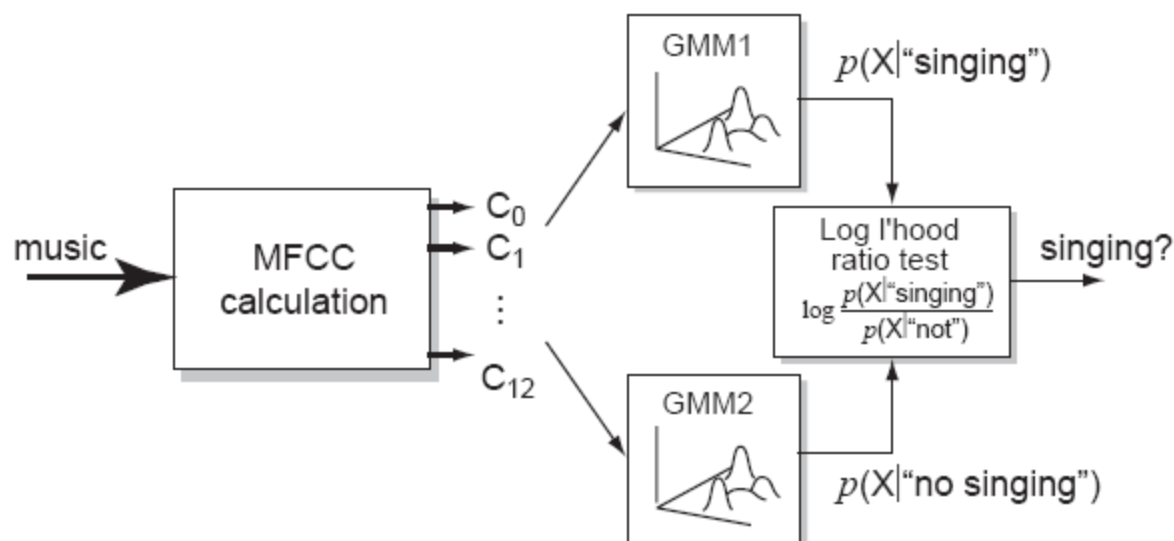 music
MFCC
calculation
C0
C1
⋮
C12
GMM1
p(X|“singing”)
GMM2
p(X|“no singing”)
Log l'hood
ratio test
log p(X|“singing”)
p(X|“not”)
singing?